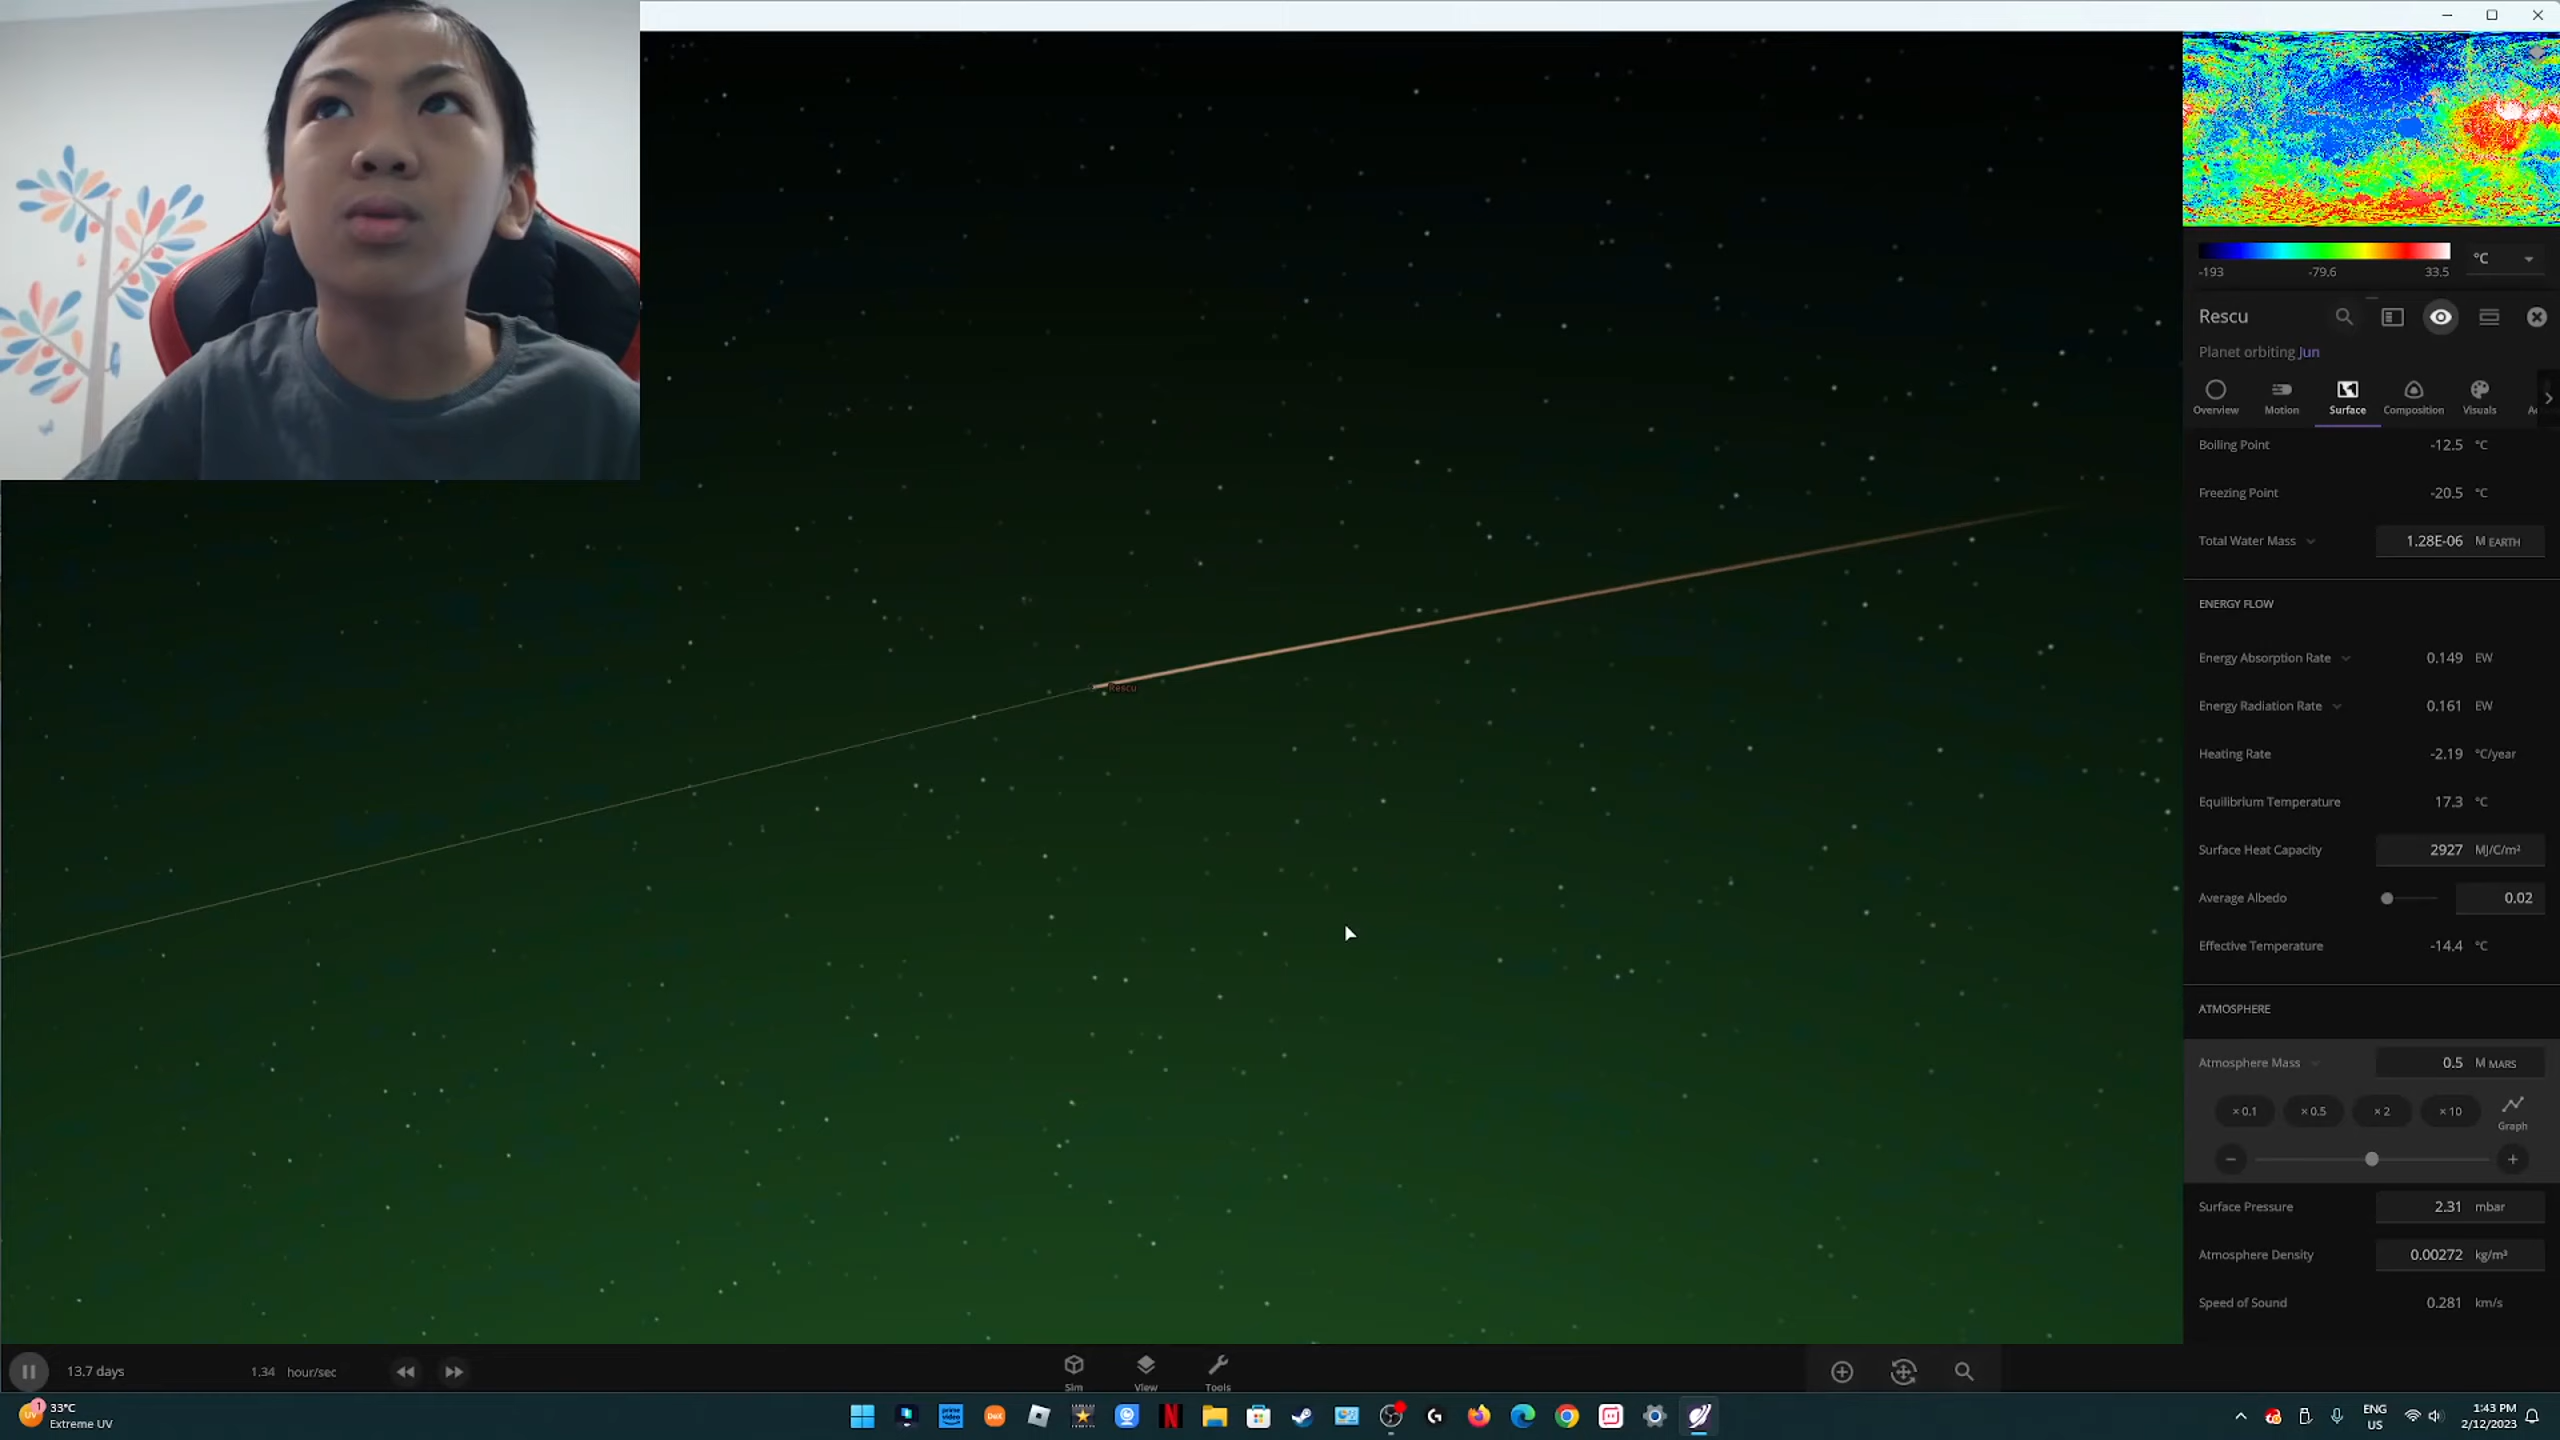 °C
-193 -79.6 33.5
Rescu
Planet orbiting Jun
Overview Motion Surface Composition Visuals
Boiling Point -12.5 °C
Freezing Point -20.5 °C
Total Water Mass 1.28E-06 M EARTH
ENERGY FLOW
Energy Absorption Rate 0.149 EW
Energy Radiation Rate 0.161 EW
Rescu
Heating Rate -2.19 °C/year
Equilibrium Temperature 17.3 °C
Surface Heat Capacity 2927 MJ/C/m²
Average Albedo 0.02
Effective Temperature -14.4 °C
ATMOSPHERE
Atmosphere Mass 0.5 M MARS
× 0.1 × 0.5 × 2 × 10 Graph
Surface Pressure 2.31 mbar
Atmosphere Density 0.00272 kg/m³
Speed of Sound 0.281 km/s
13.7 days 1.34 hour/sec
Sim View Tools
UV 1 33°C
Extreme UV
prime video
DeX
N
G
ENG
US
1:43 PM
2/12/2023